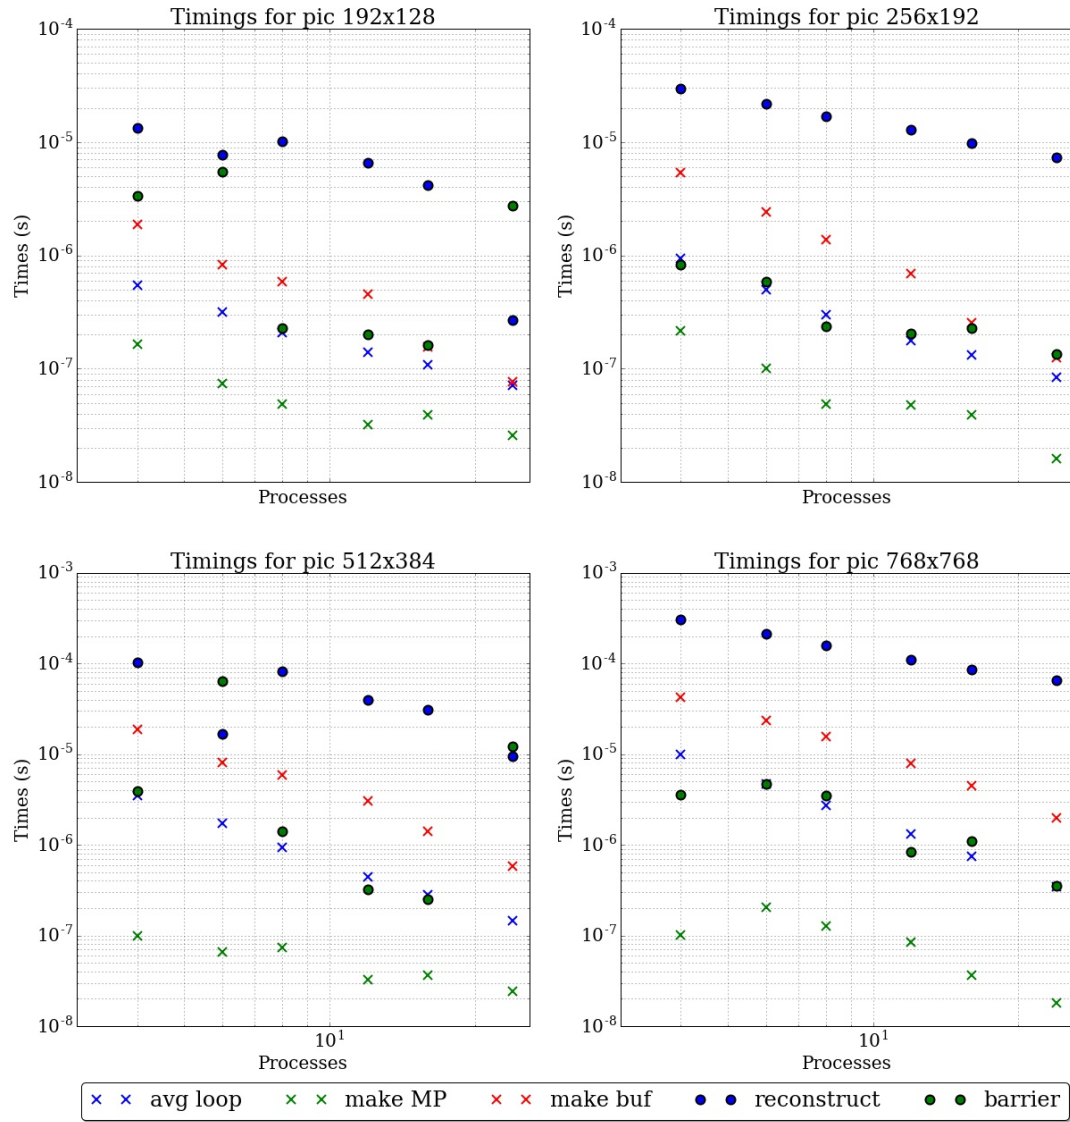 Timings for pic 192x128
Times (s)
10^-4
10^-5
10^-6
10^-7
10^-8
Processes
Timings for pic 256x192
Times (s)
10^-4
10^-5
10^-6
10^-7
10^-8
Processes
Timings for pic 512x384
Times (s)
10^-3
10^-4
10^-5
10^-6
10^-7
10^-8
10^1
Processes
Timings for pic 768x768
Times (s)
10^-3
10^-4
10^-5
10^-6
10^-7
10^-8
10^1
Processes
avg loop make MP make buf reconstruct barrier